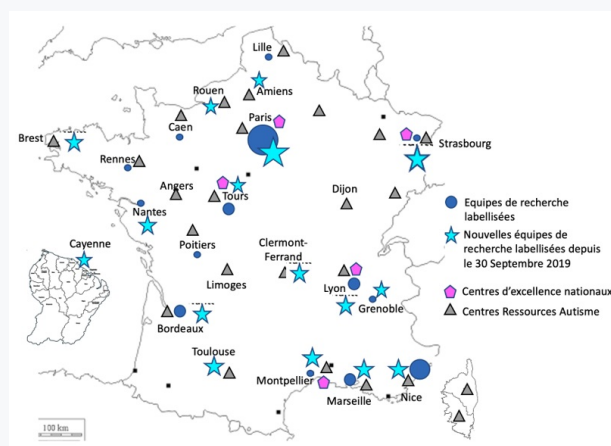 Lille
Rouen
Amiens
Caen
Paris
Brest
Strasbourg
Rennes
Angers
Tours
Dijon
Nantes
Cayenne
Poitiers
Clermont-
Ferrand
Limoges
Lyon
Grenoble
Bordeaux
Toulouse
Montpellier
Marseille
Nice
Equipes de recherche
labellisées
Nouvelles équipes de
recherche labellisées depuis
le 30 Septembre 2019
Centres d'excellence nationaux
Centres Ressources Autisme
100 km